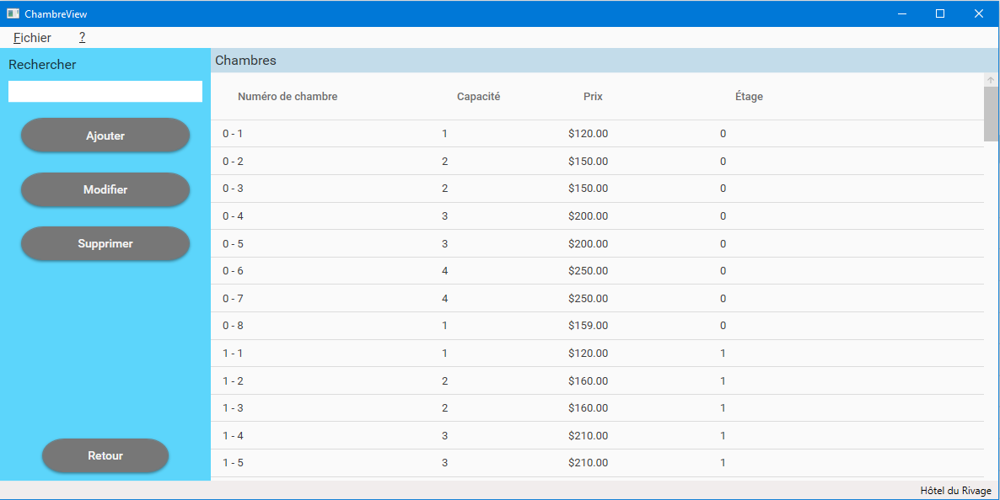 ChambreView
Fichier ?
Rechercher
Ajouter
Modifier
Supprimer
Retour
Chambres
Numéro de chambre Capacité Prix Étage
0 - 1 1 $120.00 0
0 - 2 2 $150.00 0
0 - 3 2 $150.00 0
0 - 4 3 $200.00 0
0 - 5 3 $200.00 0
0 - 6 4 $250.00 0
0 - 7 4 $250.00 0
0 - 8 1 $159.00 0
1 - 1 1 $120.00 1
1 - 2 2 $160.00 1
1 - 3 2 $160.00 1
1 - 4 3 $210.00 1
1 - 5 3 $210.00 1
Hôtel du Rivage